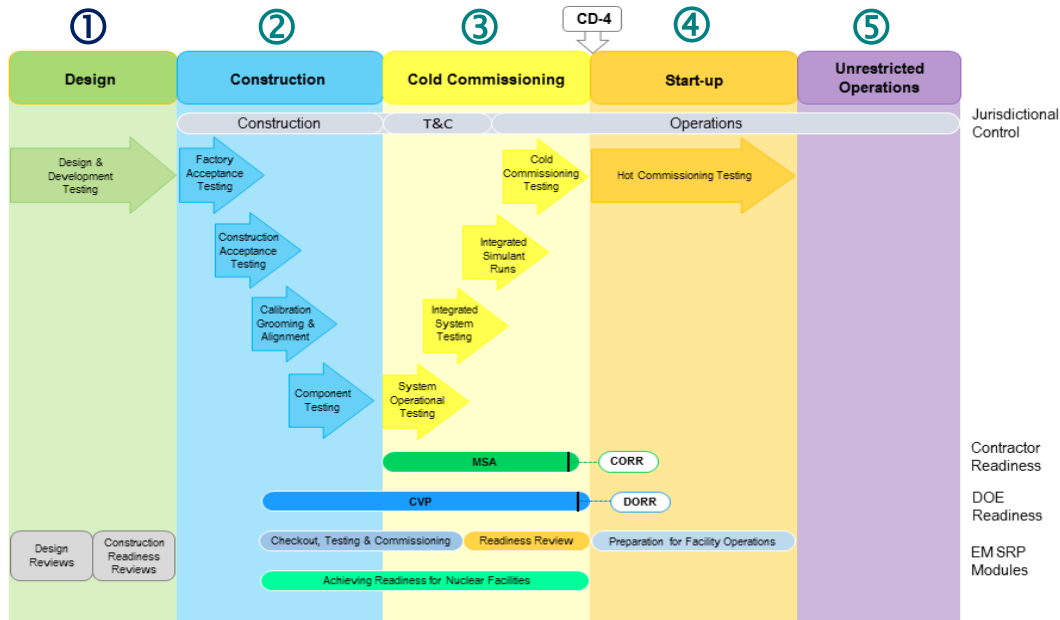 ① ② ③ CD-4 ④ ⑤
Design
Construction
Cold Commissioning
Start-up
Unrestricted
Operations
Construction
T&C
Operations
Jurisdictional
Control
Design &
Development
Testing
Factory
Acceptance
Testing
Cold
Commissioning
Testing
Hot Commissioning Testing
Construction
Acceptance
Testing
Integrated
Simulant
Runs
Calibration
Grooming &
Alignment
Integrated
System
Testing
Component
Testing
System
Operational
Testing
MSA
CORR
Contractor
Readiness
CVP
DORR
DOE
Readiness
Design
Reviews
Construction
Readiness
Reviews
Checkout, Testing & Commissioning
Readiness Review
Preparation for Facility Operations
EM SRP
Modules
Achieving Readiness for Nuclear Facilities